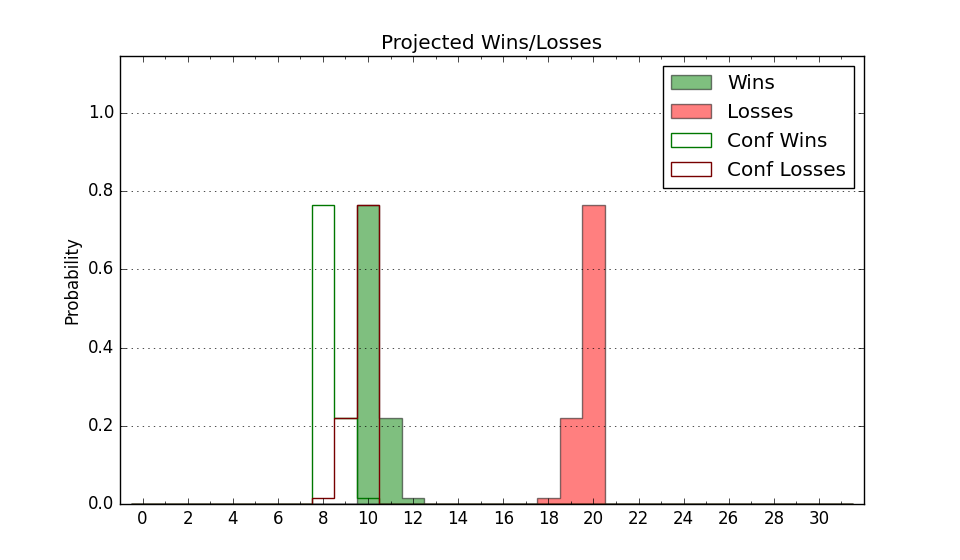 Projected Wins/Losses
Wins
Losses
Conf Wins
Conf Losses
Probability
1.0
0.8
0.6
0.4
0.2
0.0
0 2 4 6 8 10 12 14 16 18 20 22 24 26 28 30